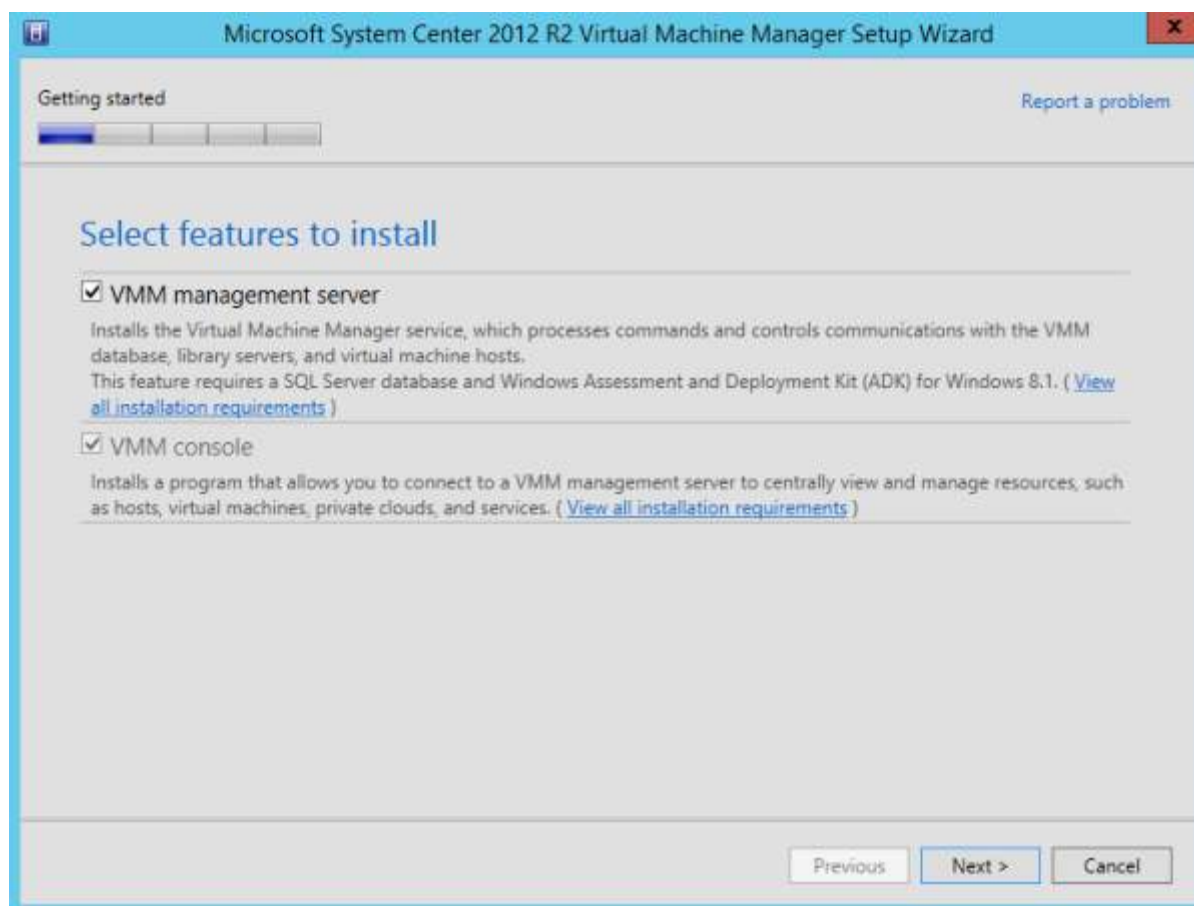 Microsoft System Center 2012 R2 Virtual Machine Manager Setup Wizard
x
Getting started
Report a problem
Select features to install
VMM management server
Installs the Virtual Machine Manager service, which processes commands and controls communications with the VMM
database, library servers, and virtual machine hosts.
This feature requires a SQL Server database and Windows Assessment and Deployment Kit (ADK) for Windows 8.1. ( View
all installation requirements )
VMM console
Installs a program that allows you to connect to a VMM management server to centrally view and manage resources, such
as hosts, virtual machines, private clouds, and services. ( View all installation requirements )
Previous
Next >
Cancel